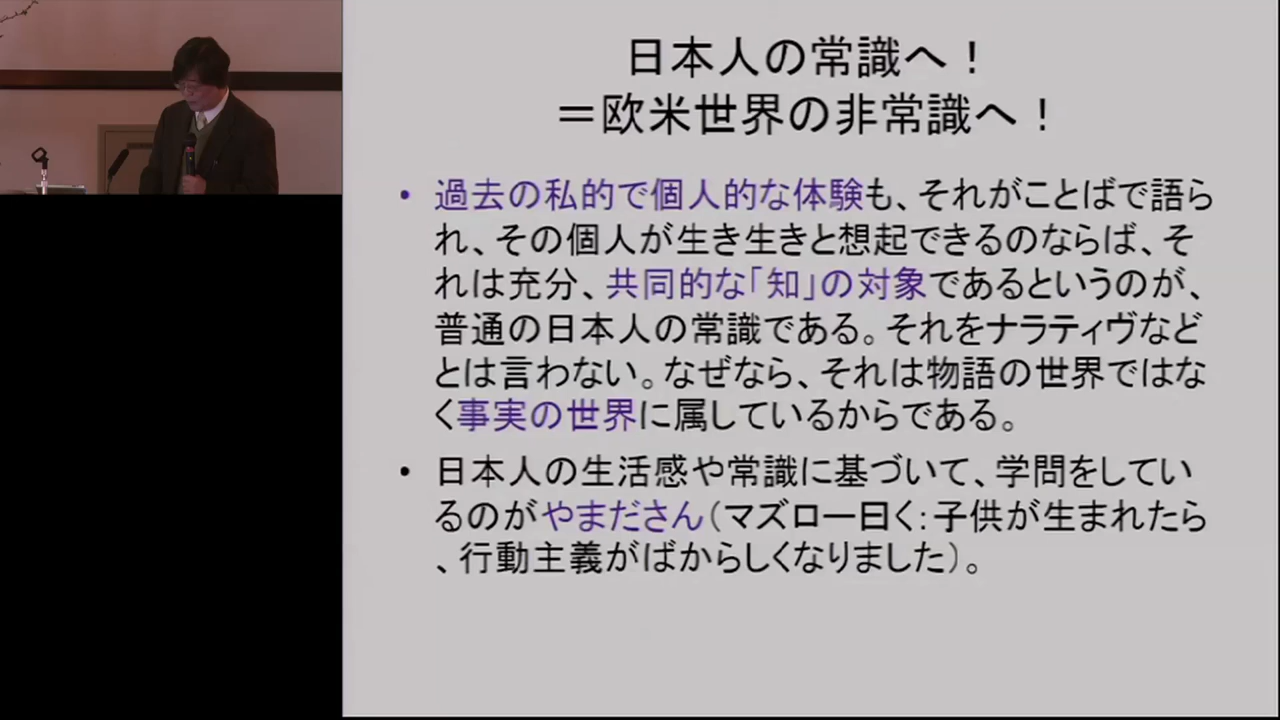 日本人の常識へ！
＝欧米世界の非常識へ！
• 過去の私的で個人的な体験も、それがことばで語ら
れ、その個人が生き生きと想起できるのならば、そ
れは充分、共同的な「知」の対象であるというのが、
普通の日本人の常識である。それをナラティヴなど
とは言わない。なぜなら、それは物語の世界ではな
く事実の世界に属しているからである。
• 日本人の生活感や常識に基づいて、学問をしてい
るのがやまださん（マズロー曰く：子供が生まれたら
、行動主義がばからしくなりました）。